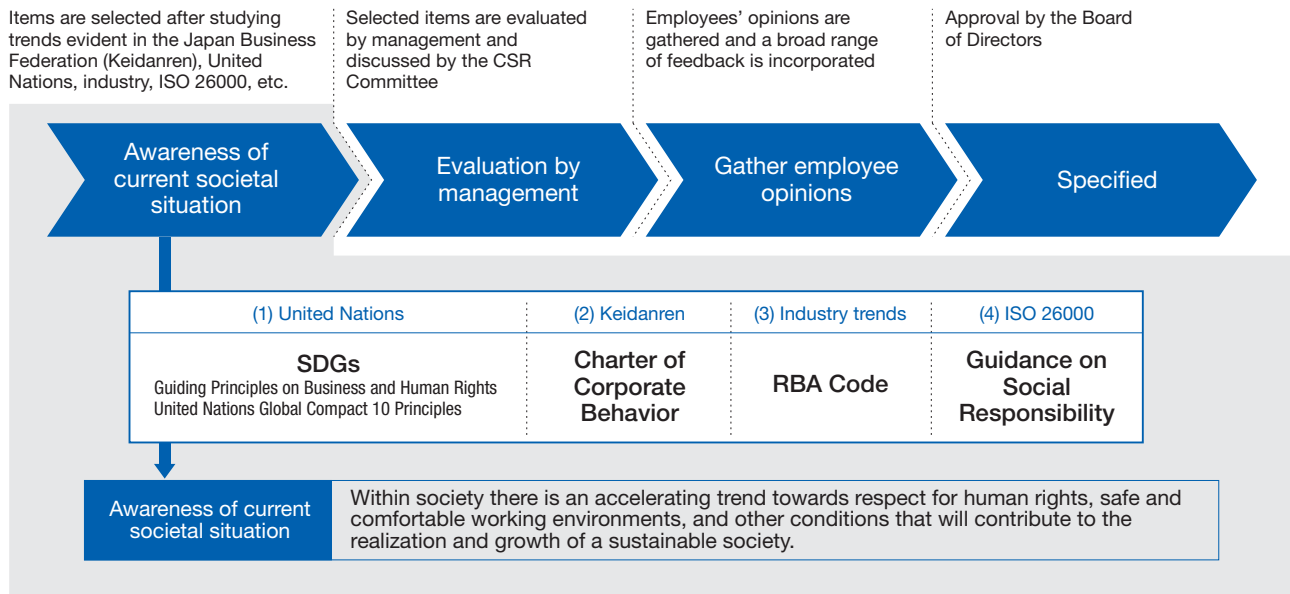 Items are selected after studying
trends evident in the Japan Business
Federation (Keidanren), United
Nations, industry, ISO 26000, etc.
Selected items are evaluated
by management and
discussed by the CSR
Committee
Employees’ opinions are
gathered and a broad range
of feedback is incorporated
Approval by the Board
of Directors
Awareness of
current societal
situation
Evaluation by
management
Gather employee
opinions
Specified
(1) United Nations
SDGs
Guiding Principles on Business and Human Rights
United Nations Global Compact 10 Principles
(2) Keidanren
Charter of
Corporate
Behavior
(3) Industry trends
RBA Code
(4) ISO 26000
Guidance on
Social
Responsibility
Awareness of current
societal situation
Within society there is an accelerating trend towards respect for human rights, safe and
comfortable working environments, and other conditions that will contribute to the
realization and growth of a sustainable society.